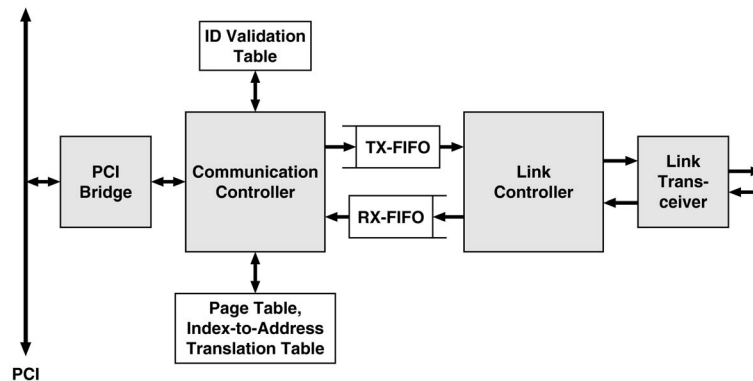 ID Validation
Table
PCI
Bridge
Communication
Controller
TX-FIFO
RX-FIFO
Link
Controller
Link
Trans-
ceiver
Page Table,
Index-to-Address
Translation Table
PCI